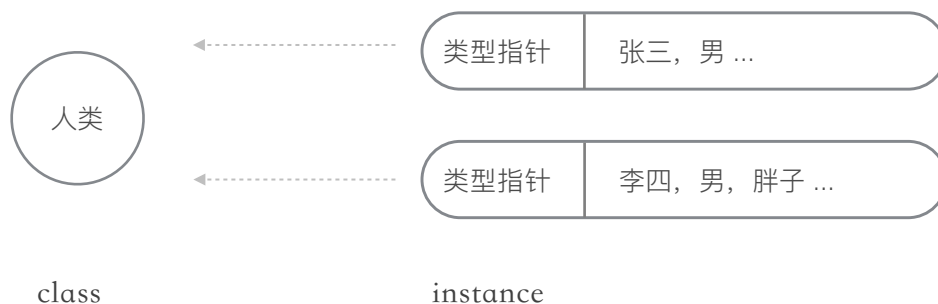 类型指针 张三，男 ...
人类
类型指针 李四，男，胖子 ...
class instance